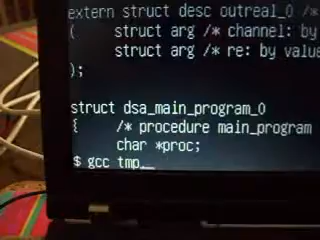 extern struct desc outreal_0 /*
(    struct arg /* channel: by
     struct arg /* re: by value
);

struct dsa_main_program_0
{    /* procedure main_program
     char *proc;
$ gcc tmp_